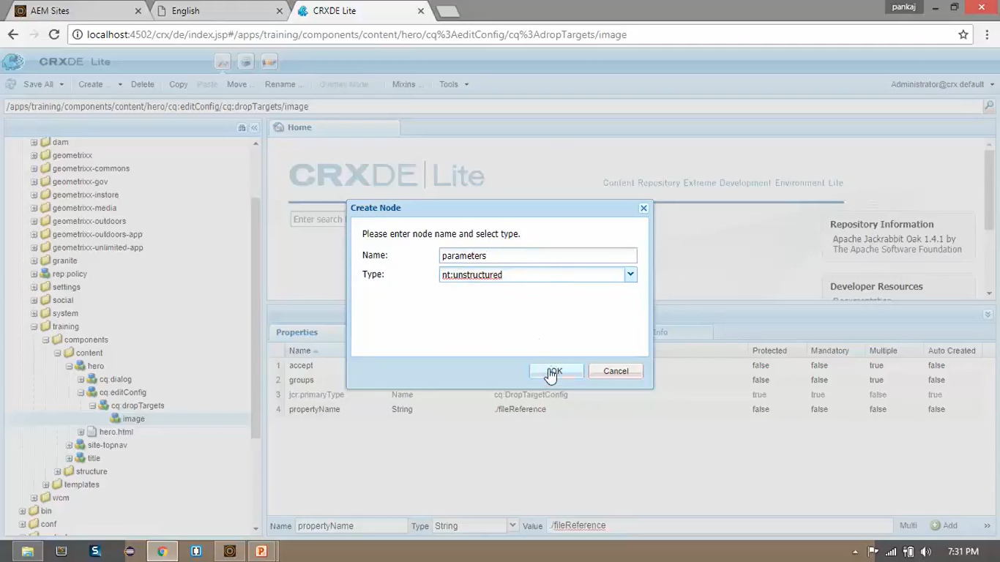 AEM Sites
English
CRXDE Lite
pankaj
localhost:4502/crx/de/index.jsp#/apps/training/components/content/hero/cq%3AeditConfig/cq%3AdropTargets/image
CRXDE Lite
Save All
Create ...
Delete
Copy
Paste
Move ...
Rename ...
Overlay Node ...
Mixins ...
Tools
Administrator@crx.default
/apps/training/components/content/hero/cq:editConfig/cq:dropTargets/image
Home
dam
geometrixx
geometrixx-commons
geometrixx-gov
geometrixx-instore
geometrixx-media
geometrixx-outdoors
geometrixx-outdoors-app
geometrixx-unlimited-app
granite
rep:policy
settings
social
system
training
components
content
hero
cq:dialog
cq:editConfig
cq:dropTargets
image
hero.html
site-topnav
title
structure
templates
wcm
bin
conf
CRXDE Lite
Content Repository Extreme Development Environment Lite
Enter search
Repository Information
Apache Jackrabbit Oak 1.4.1 by
The Apache Software Foundation
Developer Resources
Create Node
Please enter node name and select type.
Name: parameters
Type: nt:unstructured
OK
Cancel
Properties
Info
Name Protected Mandatory Multiple Auto Created
1 accept false false true false
2 groups false false true false
3 jcr:primaryType Name cq:DropTargetConfig true true false true
4 propertyName String ./fileReference false false false false
Name propertyName Type String Value ./fileReference Multi Add »
7:31 PM